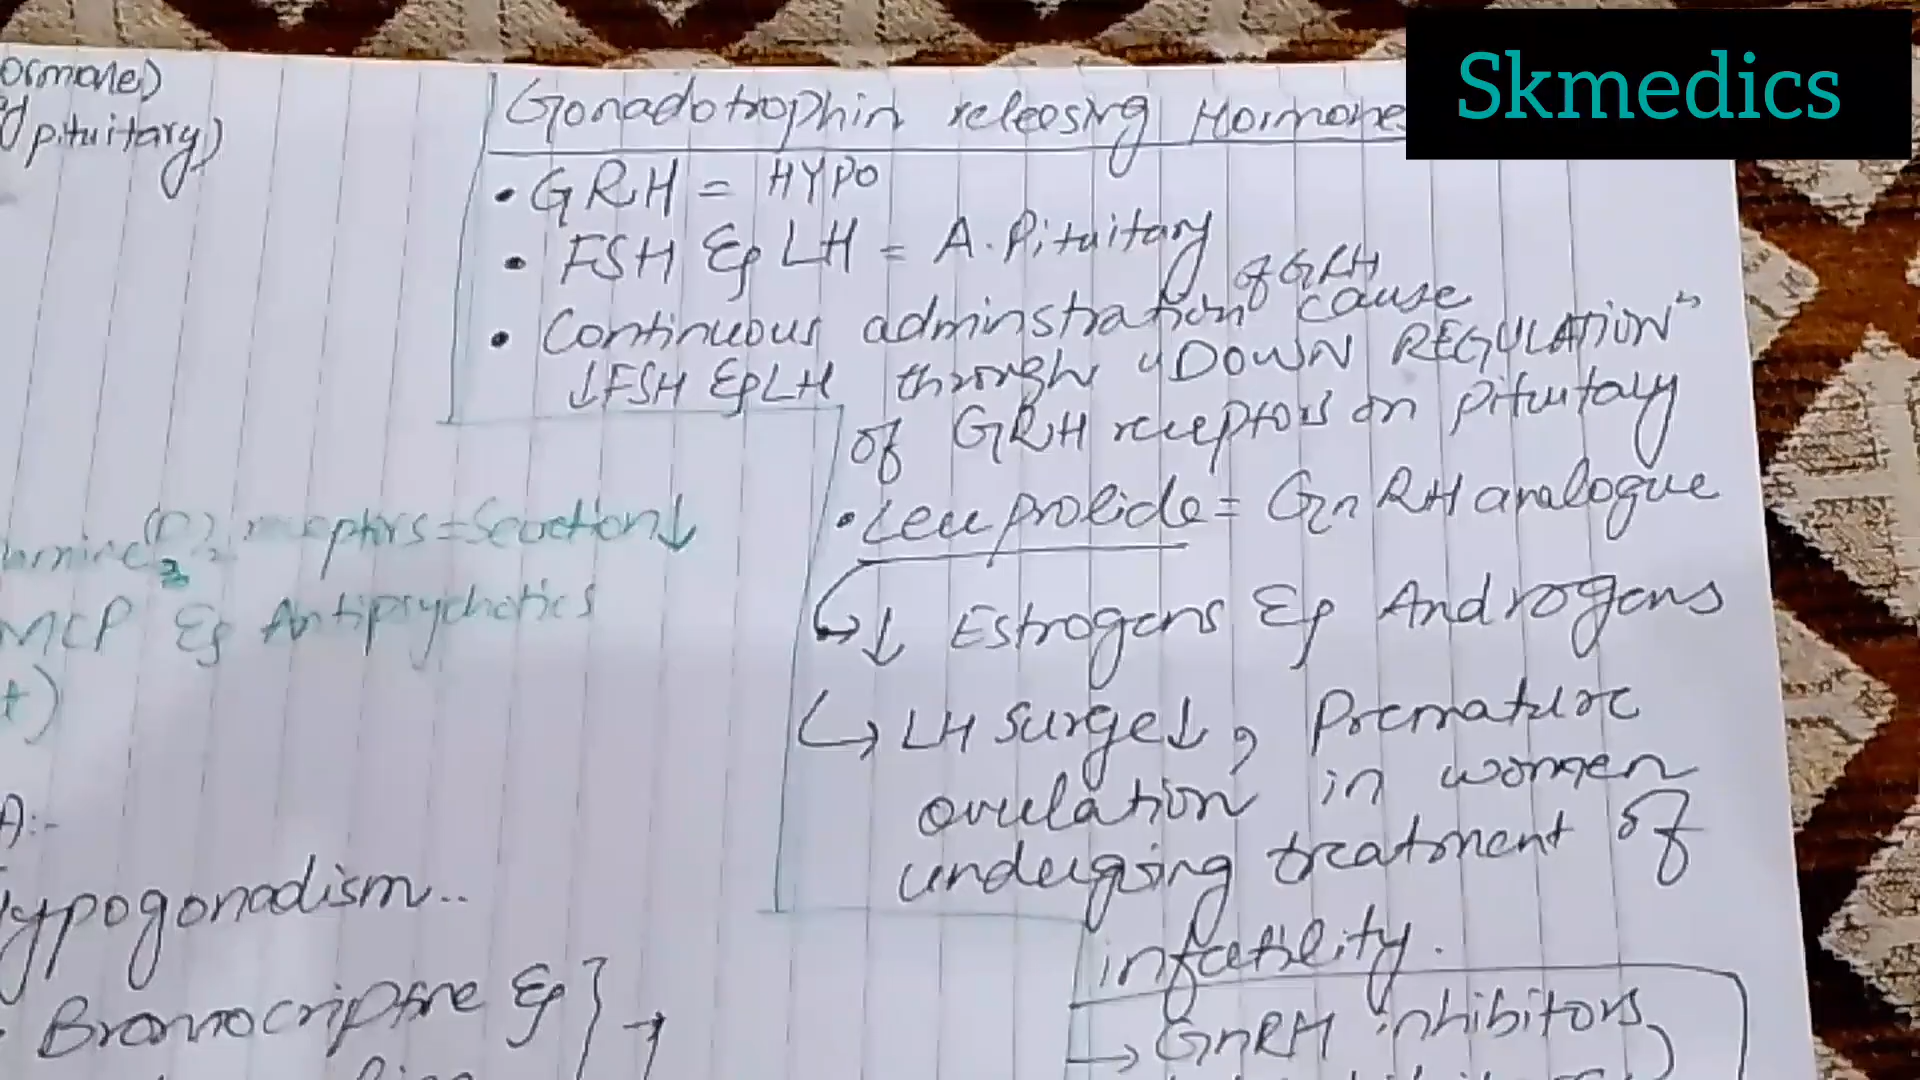 Skmedics
ormone)
pituitary)
Gonadotrophin releasing Hormone
• GRH = HYPO
• FSH & LH = A. Pituitary
of GRH
• Continuous adminstration cause
↓FSH & LH through "DOWN REGULATION"
of GRH receptors on pituitary
• Leuprolide = GnRH analogue
↓ Estrogens & Androgens
LH surge↓, Premature
ovulation in women
undergoing treatment of
infertility.
→ GnRH inhibitors
receptors = Secretion↓
MCP & Antipsychotics
t)
A):-
ypogonadism..
Bromocriptine & } →